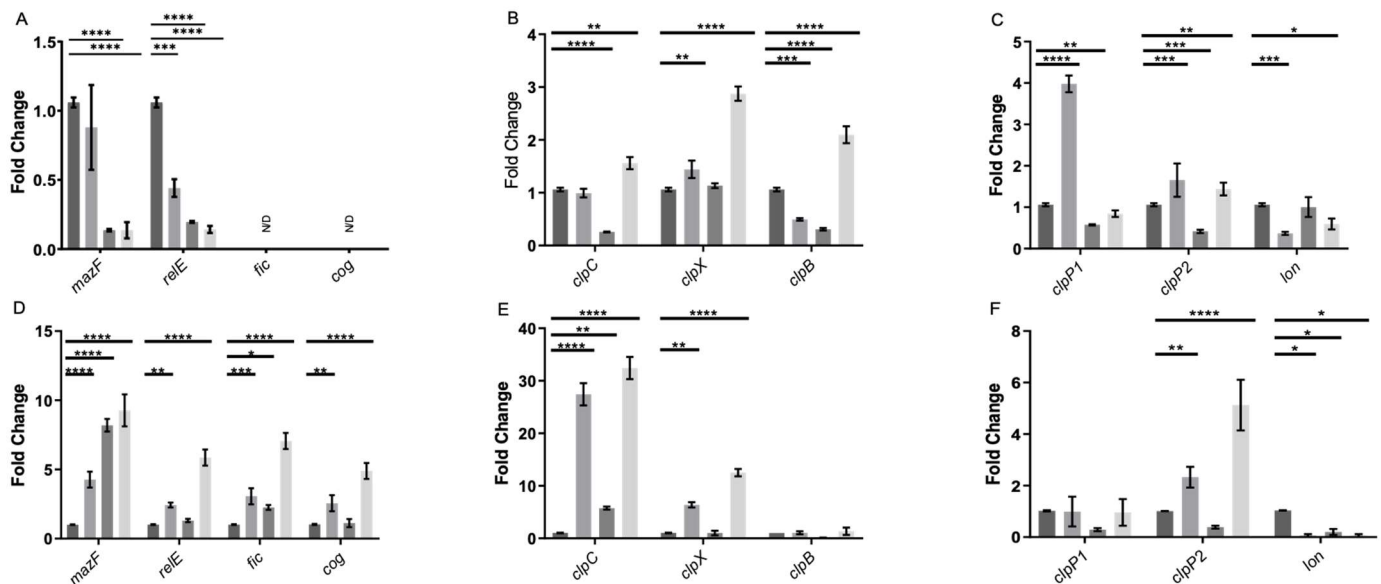 A
****
****
****
****
***
Fold Change
1.5
1.0
0.5
0.0
N/D
N/D
mazF
relE
fic
cog
B
**
****
****
**
****
****
***
Fold Change
4
3
2
1
0
clpC
clpX
clpB
C
**
****
**
***
***
*
***
Fold Change
5
4
3
2
1
0
clpP1
clpP2
lon
D
****
****
****
****
**
****
*
***
****
**
Fold Change
15
10
5
0
mazF
relE
fic
cog
E
****
**
****
****
**
Fold Change
40
30
20
10
0
clpC
clpX
clpB
F
****
**
*
*
*
Fold Change
8
6
4
2
0
clpP1
clpP2
lon